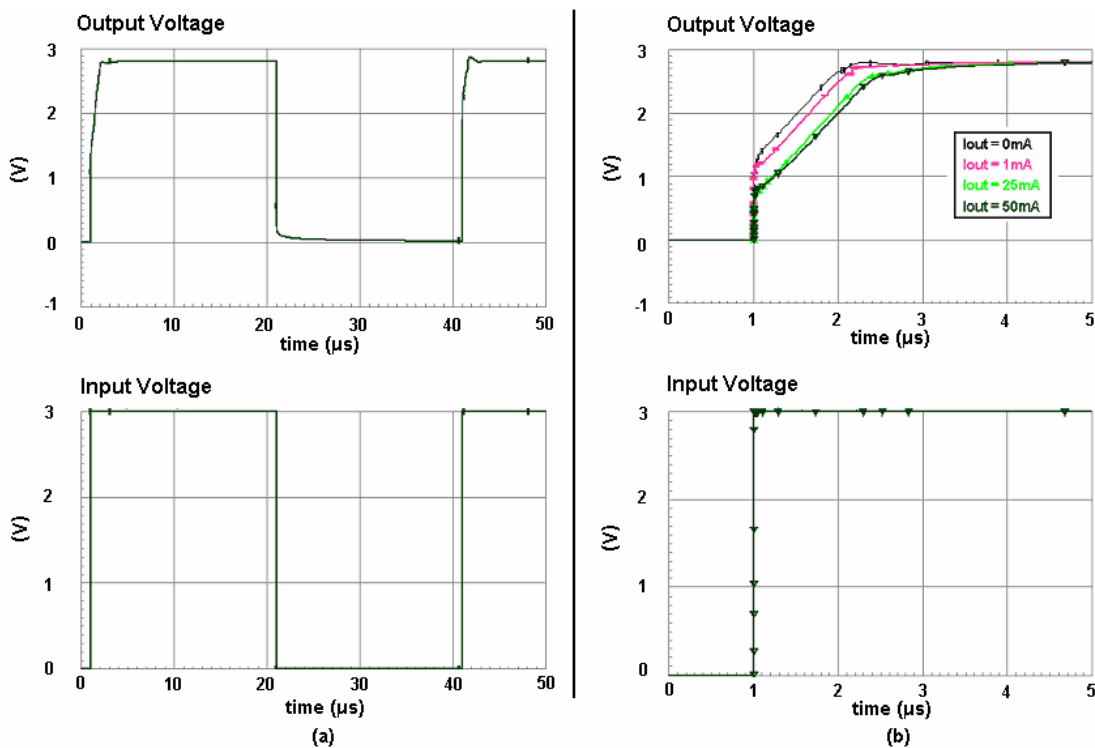 Output Voltage
3
2
1
0
-1
(V)
0 10 20 30 40 50
time (µs)
Input Voltage
3
2
1
0
(V)
0 10 20 30 40 50
time (µs)
(a)
Output Voltage
3
2
1
0
-1
(V)
Iout = 0mA
Iout = 1mA
Iout = 25mA
Iout = 50mA
0 1 2 3 4 5
time (µs)
Input Voltage
3
2
1
0
(V)
0 1 2 3 4 5
time (µs)
(b)